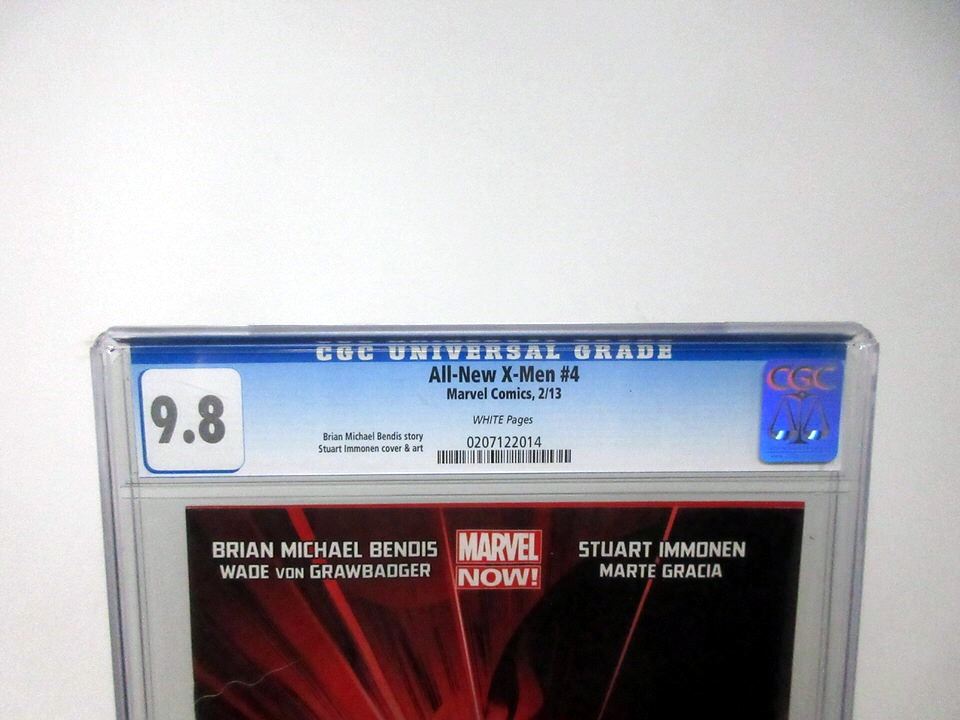 CGC UNIVERSAL GRADE
9.8
All-New X-Men #4
Marvel Comics, 2/13
WHITE Pages
Brian Michael Bendis story
Stuart Immonen cover & art
0207122014
CGC
BRIAN MICHAEL BENDIS
WADE VON GRAWBADGER
MARVEL
NOW!
STUART IMMONEN
MARTE GRACIA